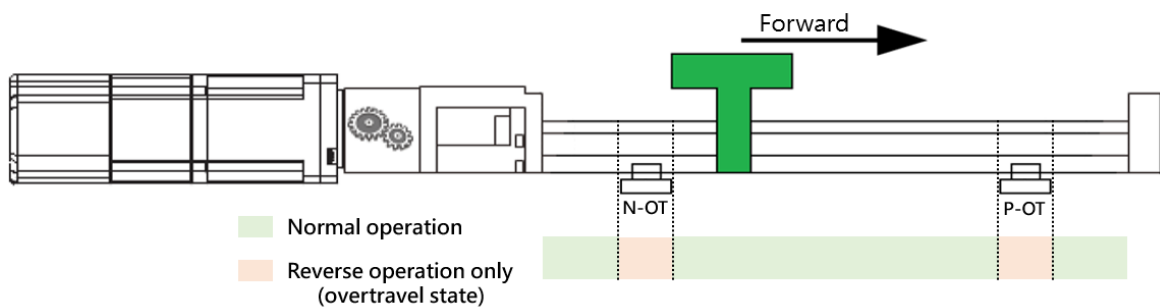 Forward
N-OT
P-OT
Normal operation
Reverse operation only
(overtravel state)